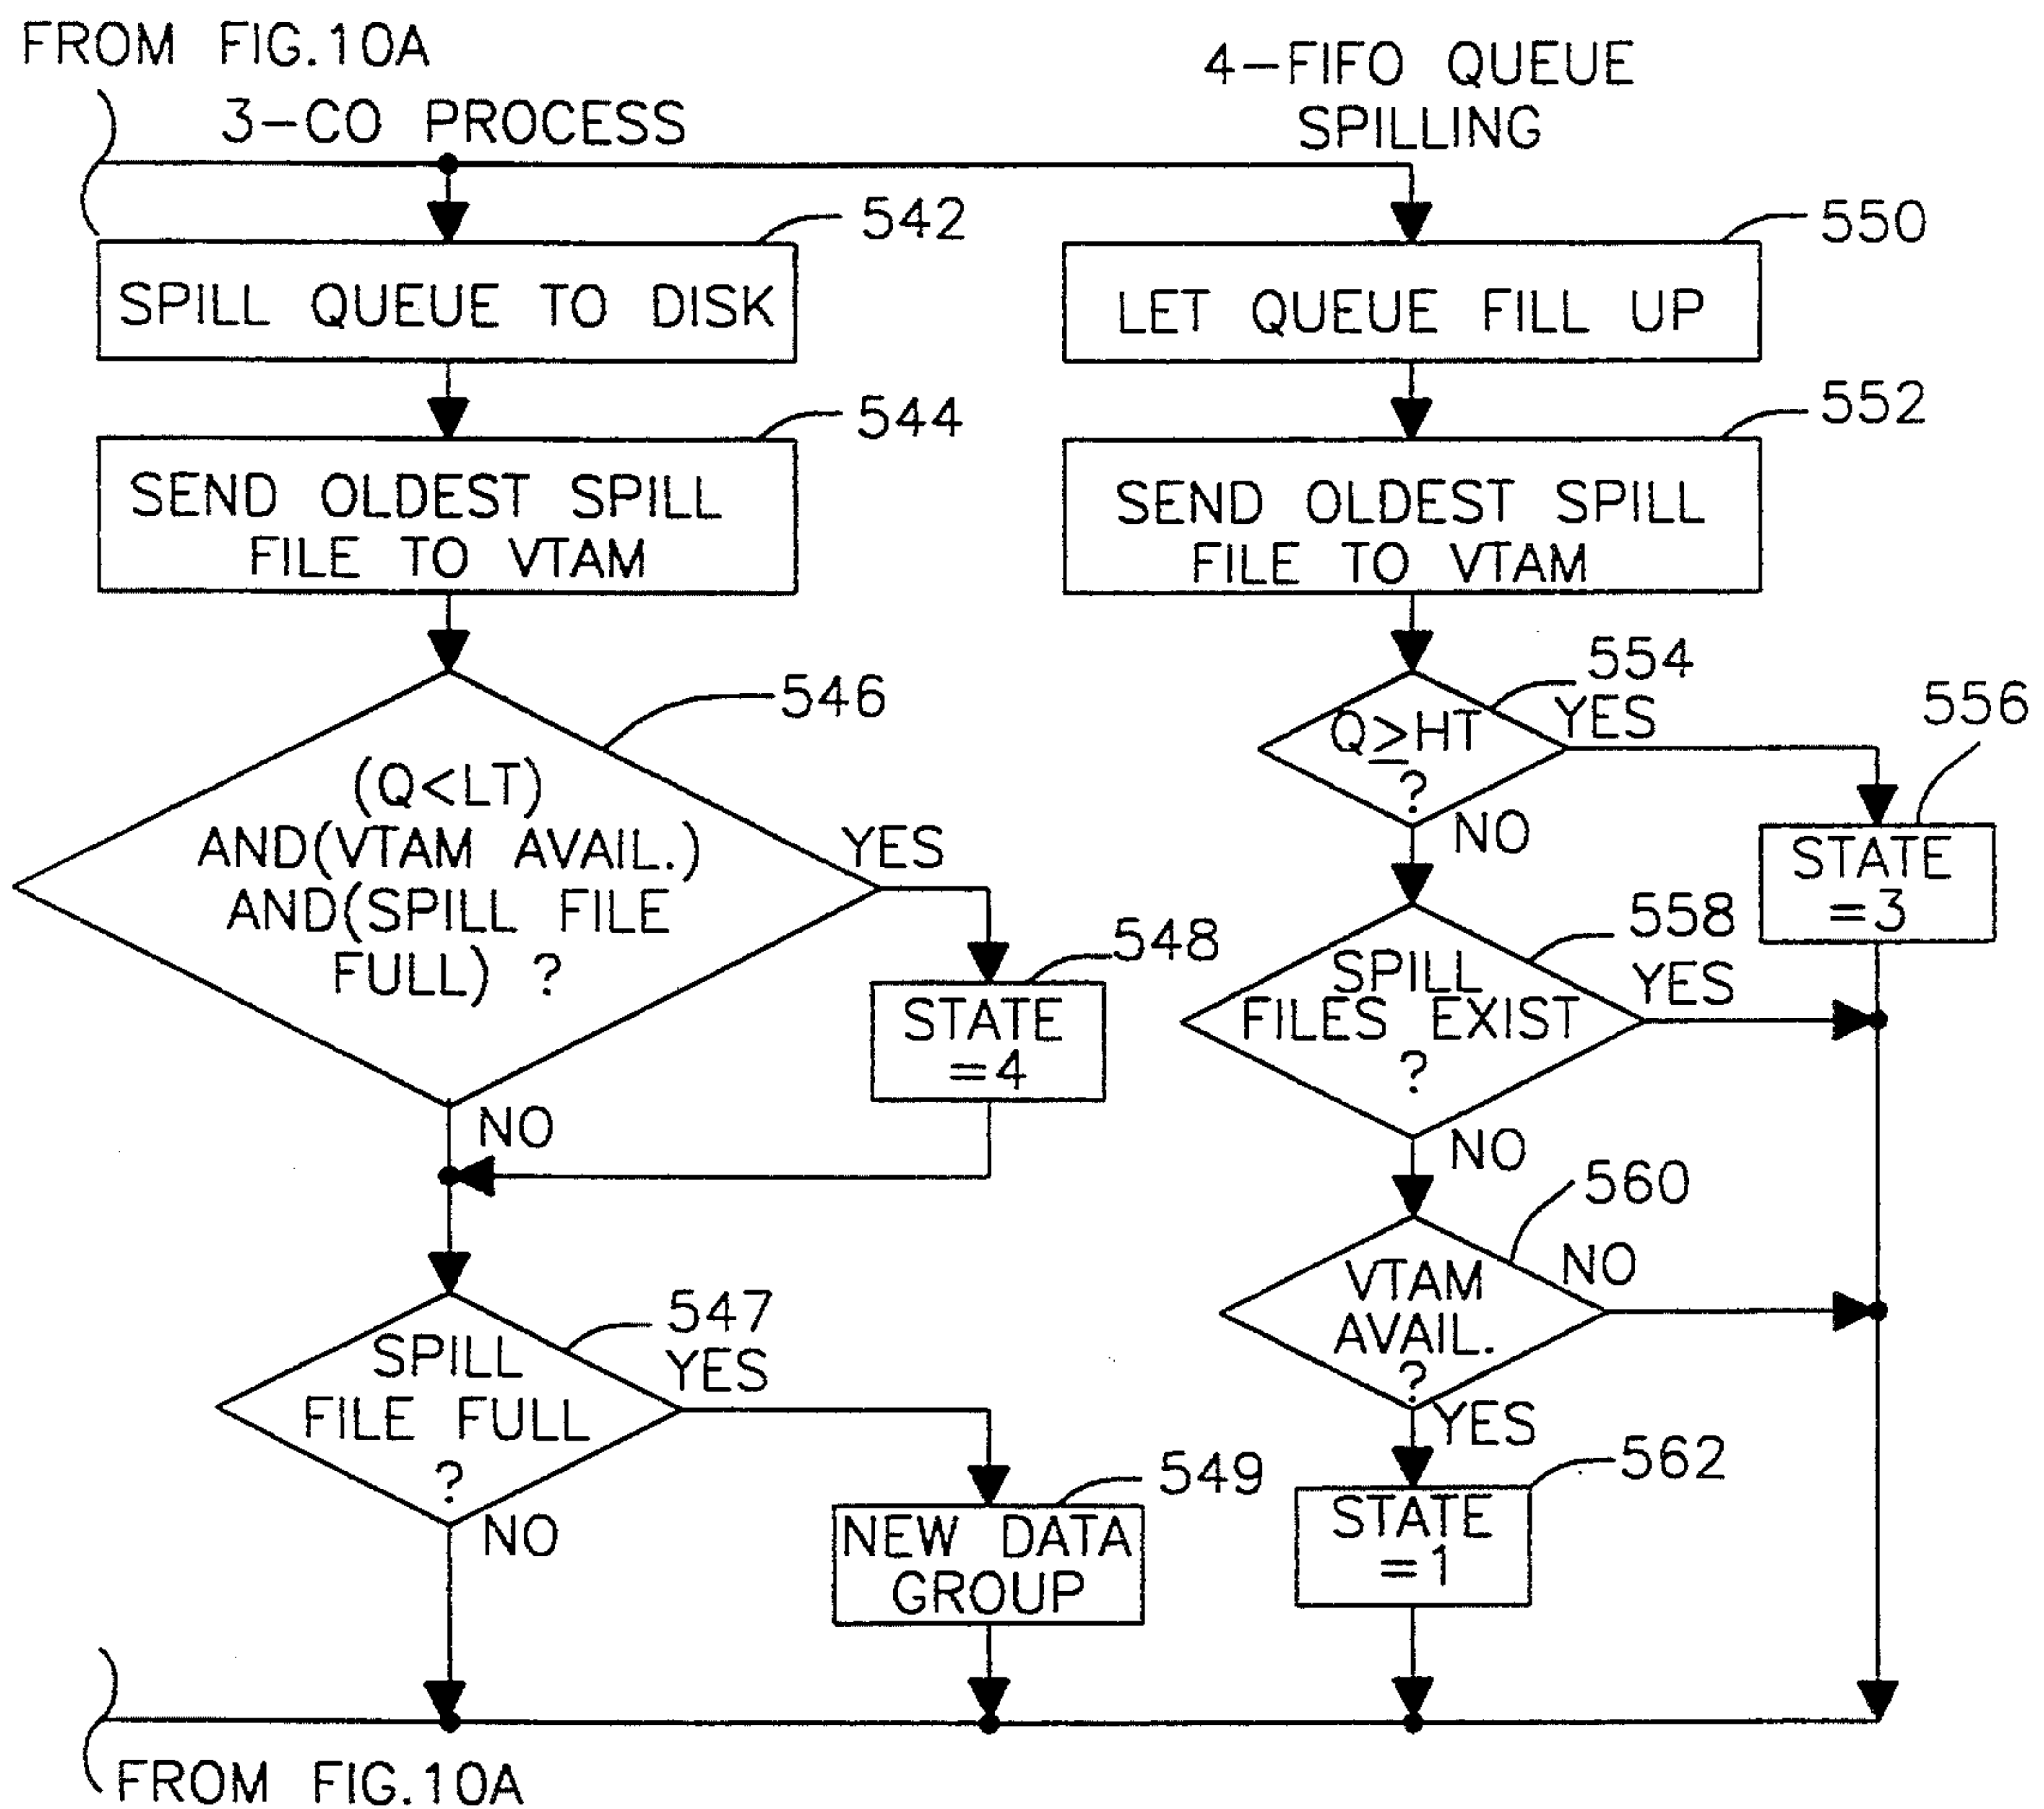 FROM FIG.10A
3-CO PROCESS
4-FIFO QUEUE
SPILLING
542
SPILL QUEUE TO DISK
544
SEND OLDEST SPILL
FILE TO VTAM
546
(Q<LT)
AND(VTAM AVAIL.)
AND(SPILL FILE
FULL) ?
YES
548
STATE
=4
NO
547
SPILL
FILE FULL
?
YES
549
NEW DATA
GROUP
NO
550
LET QUEUE FILL UP
552
SEND OLDEST SPILL
FILE TO VTAM
554
Q≥HT
?
YES
556
STATE
=3
NO
558
SPILL
FILES EXIST
?
YES
NO
560
VTAM
AVAIL.
?
NO
YES
562
STATE
=1
FROM FIG.10A